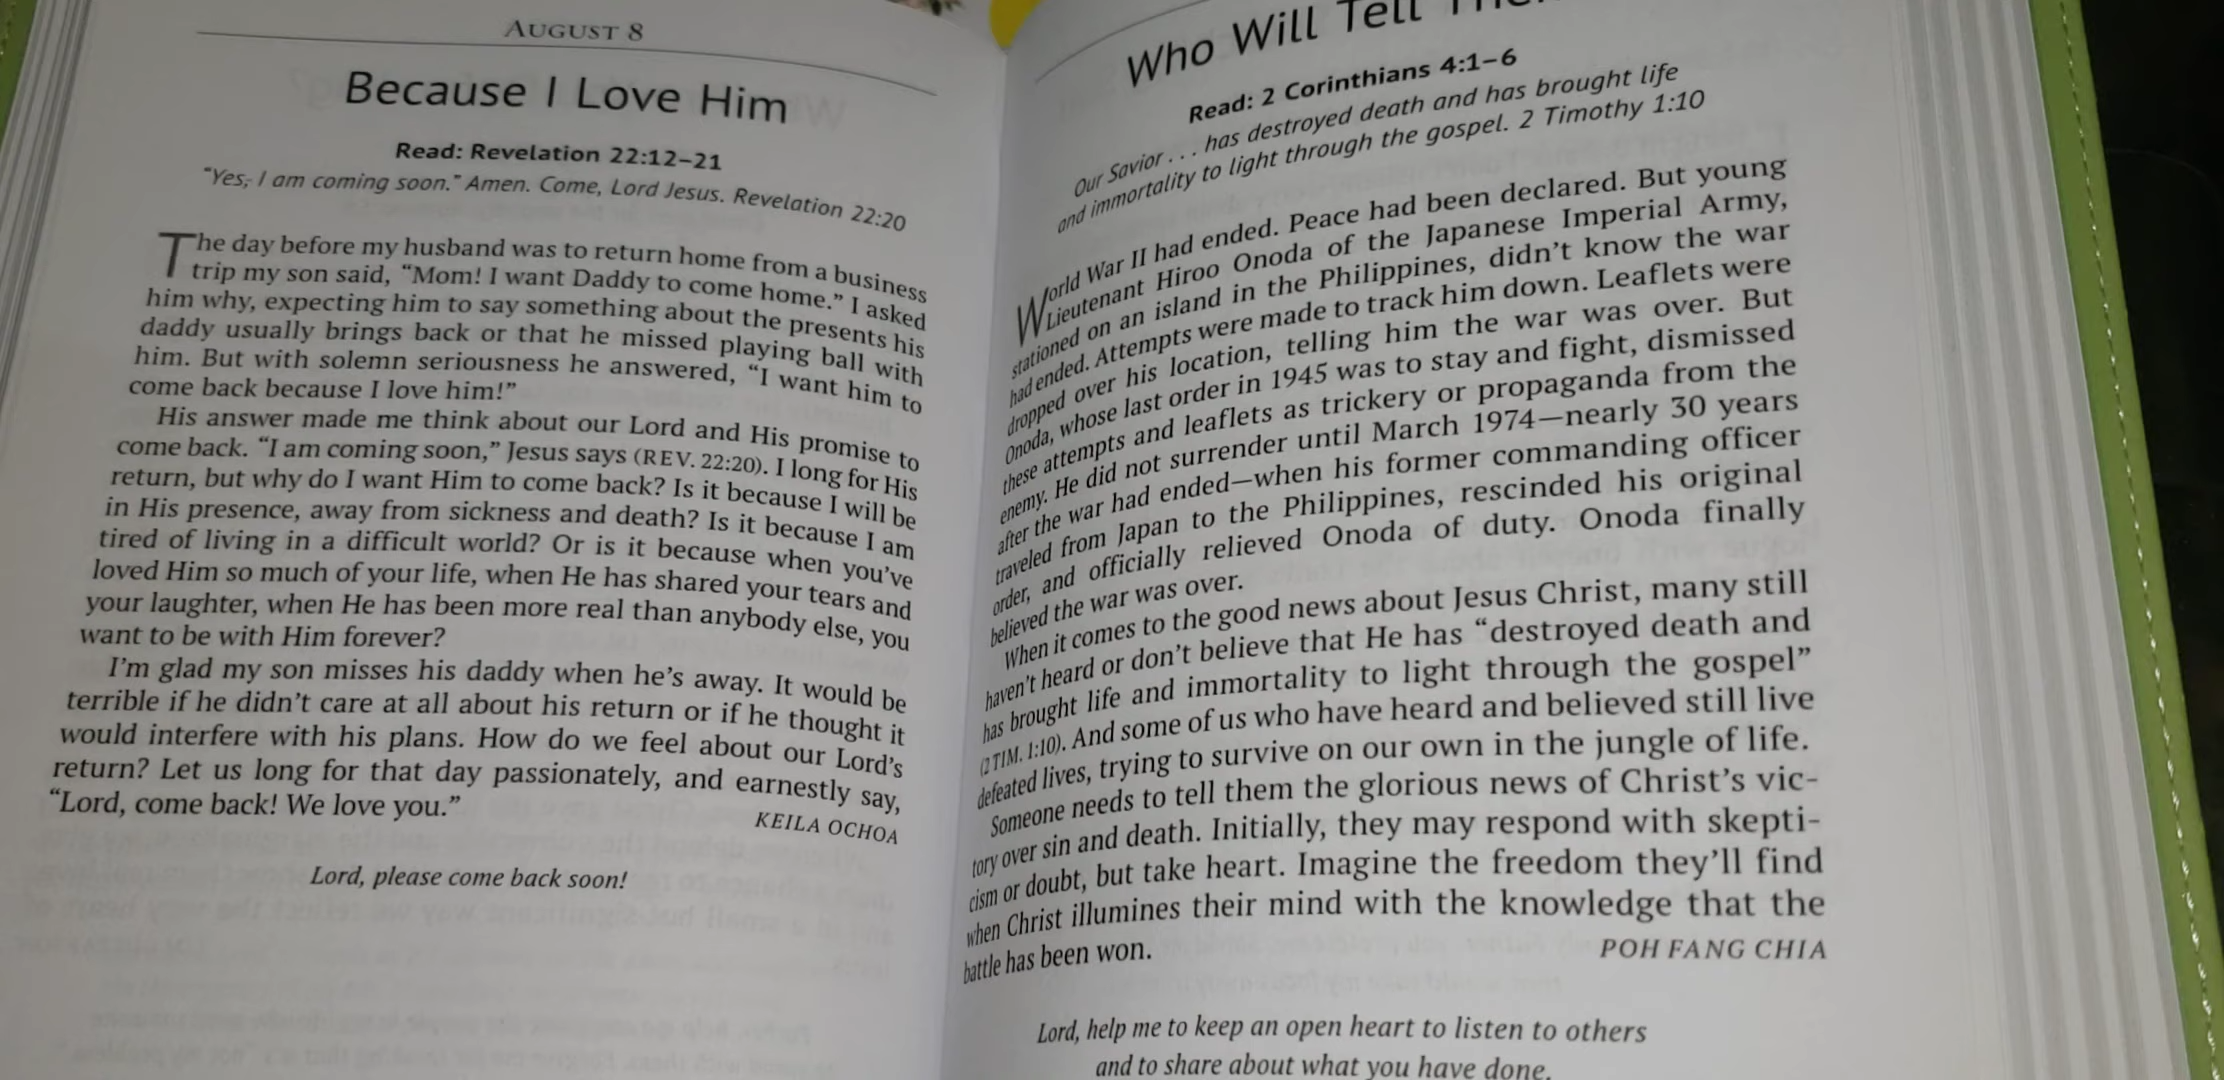 AUGUST 8
Because I Love Him
Read: Revelation 22:12–21
“Yes, I am coming soon.” Amen. Come, Lord Jesus. Revelation 22:20
The day before my husband was to return home from a business
trip my son said, “Mom! I want Daddy to come home.” I asked
him why, expecting him to say something about the presents his
daddy usually brings back or that he missed playing ball with
him. But with solemn seriousness he answered, “I want him to
come back because I love him!”
His answer made me think about our Lord and His promise to
come back. “I am coming soon,” Jesus says (REV. 22:20). I long for His
return, but why do I want Him to come back? Is it because I will be
in His presence, away from sickness and death? Is it because I am
tired of living in a difficult world? Or is it because when you’ve
loved Him so much of your life, when He has shared your tears and
your laughter, when He has been more real than anybody else, you
want to be with Him forever?
I’m glad my son misses his daddy when he’s away. It would be
terrible if he didn’t care at all about his return or if he thought it
would interfere with his plans. How do we feel about our Lord’s
return? Let us long for that day passionately, and earnestly say,
“Lord, come back! We love you.”
KEILA OCHOA
Lord, please come back soon!
Who Will Tell
Read: 2 Corinthians 4:1–6
Our Savior . . . has destroyed death and has brought life
and immortality to light through the gospel. 2 Timothy 1:10
World War II had ended. Peace had been declared. But young
Lieutenant Hiroo Onoda of the Japanese Imperial Army,
stationed on an island in the Philippines, didn’t know the war
had ended. Attempts were made to track him down. Leaflets were
dropped over his location, telling him the war was over. But
Onoda, whose last order in 1945 was to stay and fight, dismissed
these attempts and leaflets as trickery or propaganda from the
enemy. He did not surrender until March 1974—nearly 30 years
after the war had ended—when his former commanding officer
traveled from Japan to the Philippines, rescinded his original
order, and officially relieved Onoda of duty. Onoda finally
believed the war was over.
When it comes to the good news about Jesus Christ, many still
haven’t heard or don’t believe that He has “destroyed death and
has brought life and immortality to light through the gospel”
(2 TIM. 1:10). And some of us who have heard and believed still live
defeated lives, trying to survive on our own in the jungle of life.
Someone needs to tell them the glorious news of Christ’s vic-
tory over sin and death. Initially, they may respond with skepti-
cism or doubt, but take heart. Imagine the freedom they’ll find
when Christ illumines their mind with the knowledge that the
battle has been won.
POH FANG CHIA
Lord, help me to keep an open heart to listen to others
and to share about what you have done.